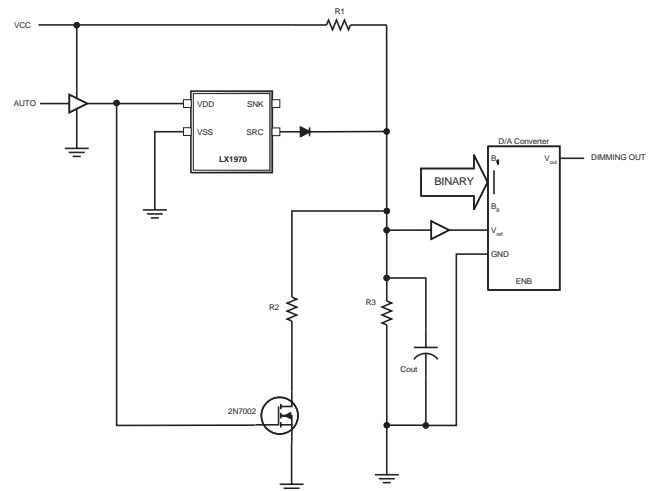 R1
VCC
AUTO
VDD
SNK
VSS
SRC
LX1970
D/A Converter
BINARY
B1
Vout
DIMMING OUT
B8
Vref
GND
ENB
R2
R3
Cout
2N7002